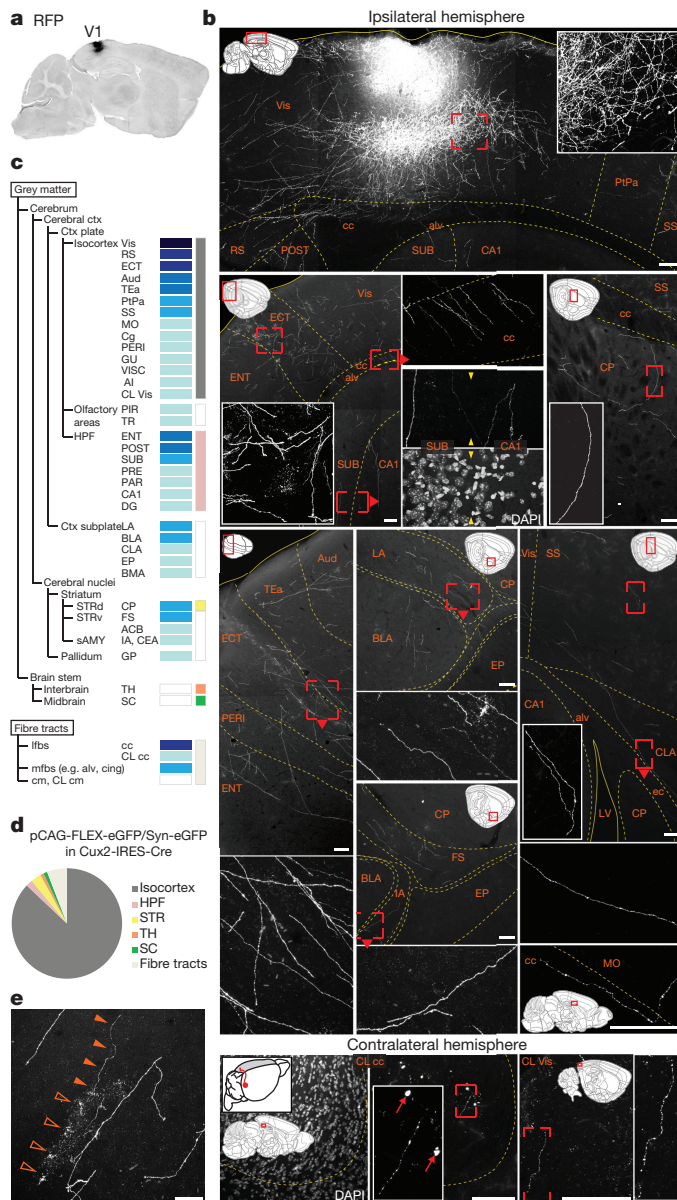 a RFP
V1
b Ipsilateral hemisphere
Vis
PtPa
SS
cc
alv
RS
POST
SUB
CA1
c
Grey matter
Cerebrum
Cerebral ctx
Ctx plate
Isocortex Vis
RS
ECT
Aud
TEa
PtPa
SS
MO
Cg
PERI
GU
VISC
AI
CL Vis
Olfactory areas PIR
TR
HPF ENT
POST
SUB
PRE
PAR
CA1
DG
Ctx subplate LA
BLA
CLA
EP
BMA
Cerebral nuclei
Striatum
STRd CP
STRv FS
ACB
sAMY IA, CEA
Pallidum GP
Brain stem
Interbrain TH
Midbrain SC
Fibre tracts
lfbs cc
CL cc
mfbs (e.g. alv, cing)
cm, CL cm
Vis
ECT
ENT
cc
alv
SUB
CA1
cc
SUB
CA1
DAPI
SS
cc
CP
TEa
Aud
ECT
PERI
ENT
LA
CP
BLA
EP
Vis
SS
CA1
alv
CLA
ec
LV
CP
CP
FS
BLA
IA
EP
cc
MO
d
pCAG-FLEX-eGFP/Syn-eGFP
in Cux2-IRES-Cre
Isocortex
HPF
STR
TH
SC
Fibre tracts
e
Contralateral hemisphere
DAPI
CL cc
CL Vis